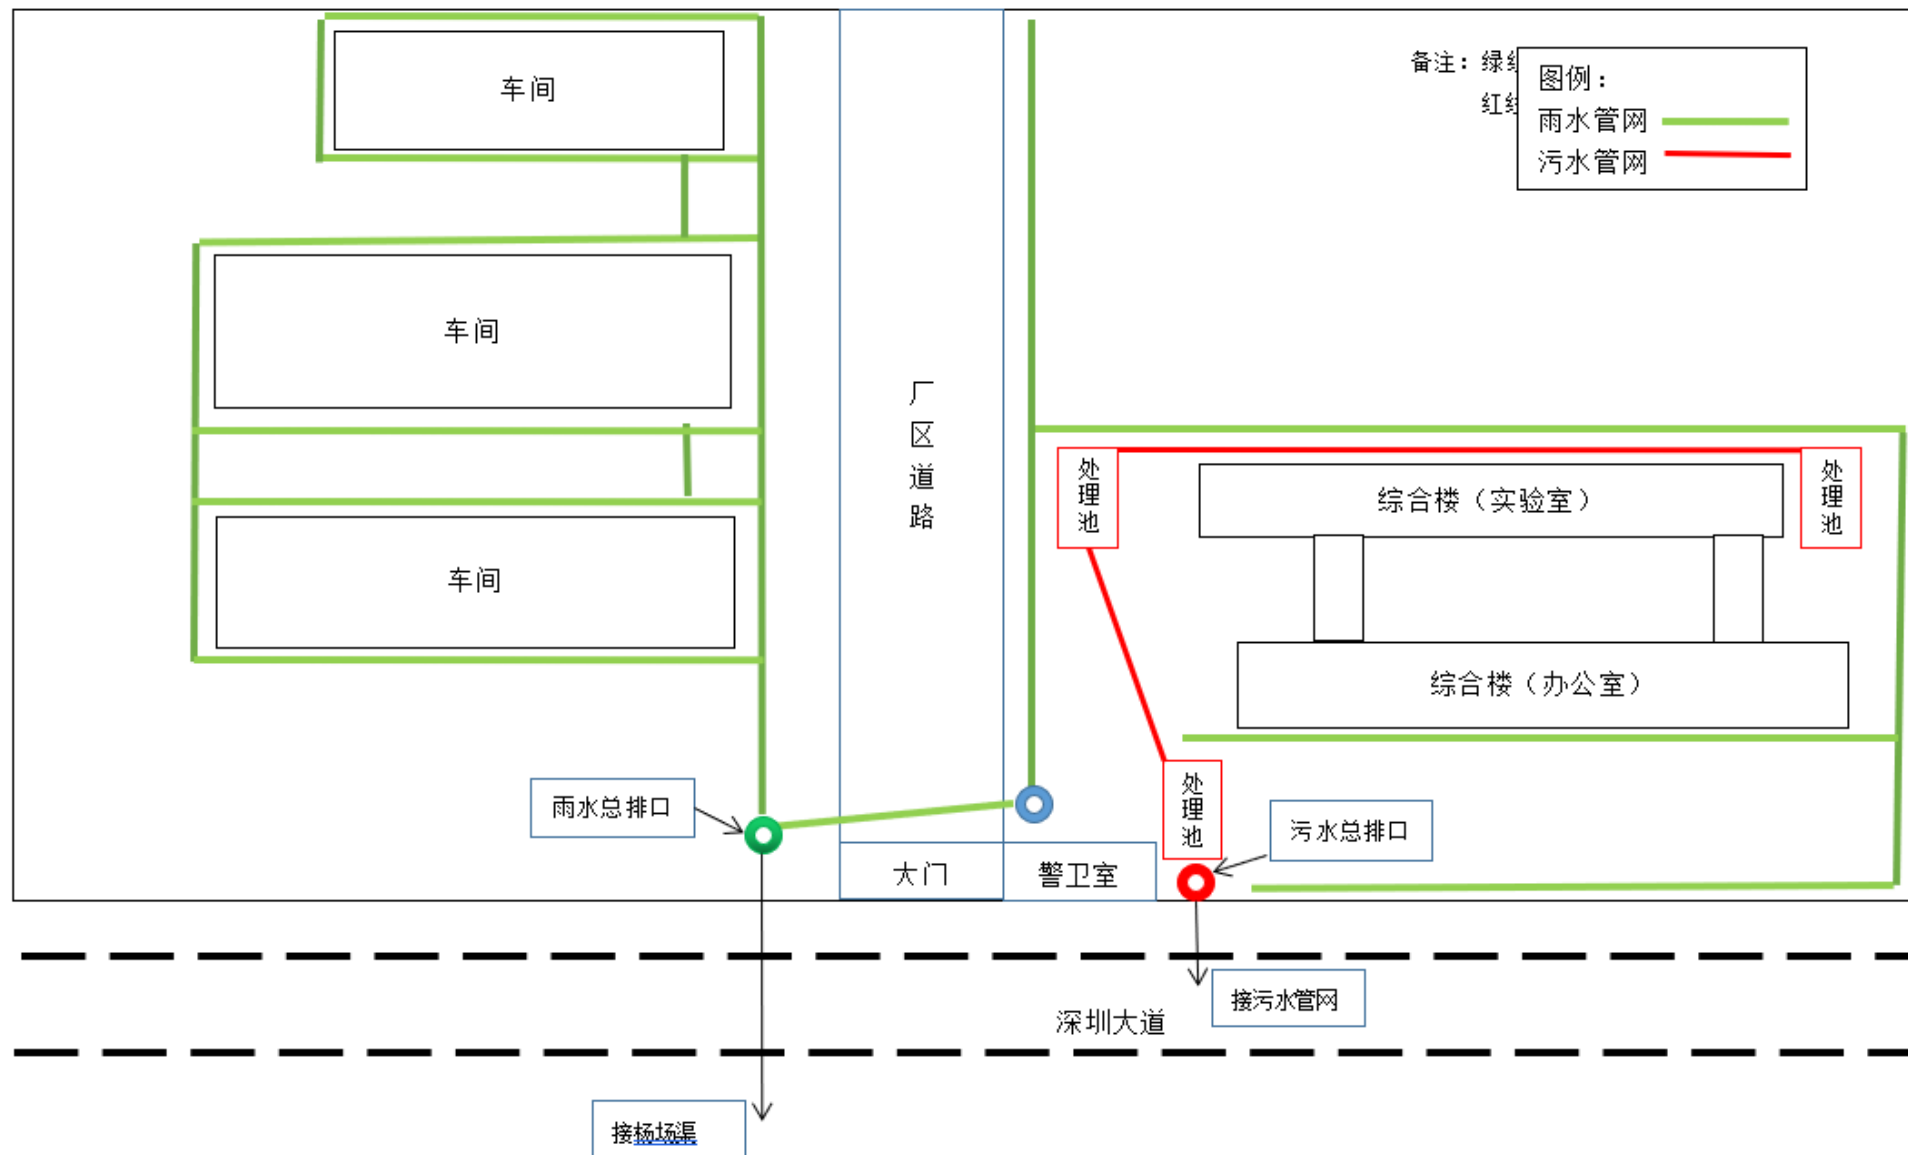 车间
备注：绿
红
图例：
雨水管网
污水管网
车间
厂区道路
处理池
综合楼（实验室）
处理池
车间
综合楼（办公室）
雨水总排口
处理池
污水总排口
大门
警卫室
接污水管网
深圳大道
接杨场渠